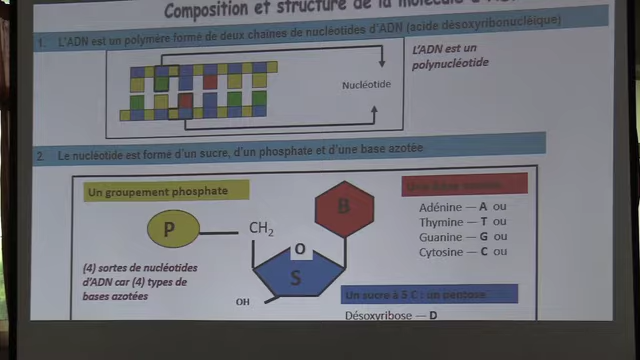 Composition et structure de la molécule
1. L'ADN est un polymère formé de deux chaînes de nucléotides d'ADN (acide désoxyribonucléique)
L'ADN est un
polynucléotide
Nucléotide
2. Le nucléotide est formé d'un sucre, d'un phosphate et d'une base azotée
Un groupement phosphate
P
CH2
B
Adénine — A ou
Thymine — T ou
Guanine — G ou
Cytosine — C ou
O
S
(4) sortes de nucléotides
d'ADN car (4) types de
bases azotées
OH
Un sucre à 5 C : un pentose
Désoxyribose — D